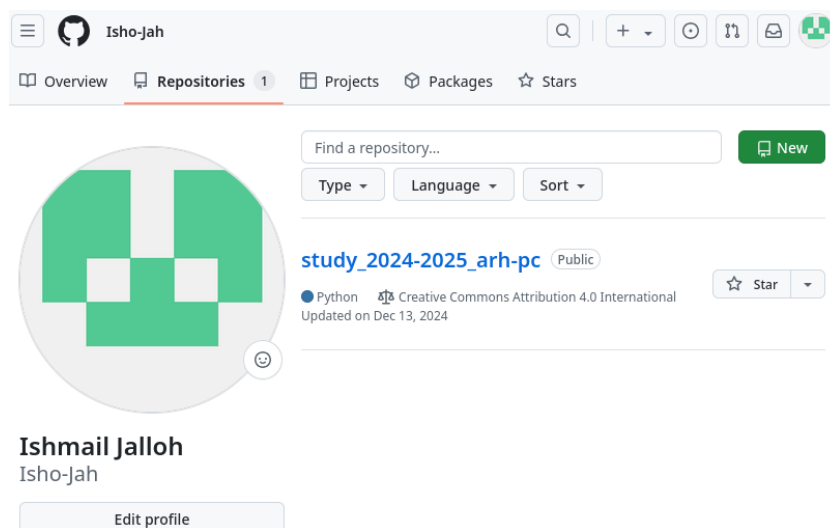 Isho-Jah
Overview Repositories 1 Projects Packages Stars
Find a repository... New
Type Language Sort
study_2024-2025_arh-pc Public
Python Creative Commons Attribution 4.0 International
Updated on Dec 13, 2024
Star
Ishmail Jalloh
Isho-Jah
Edit profile